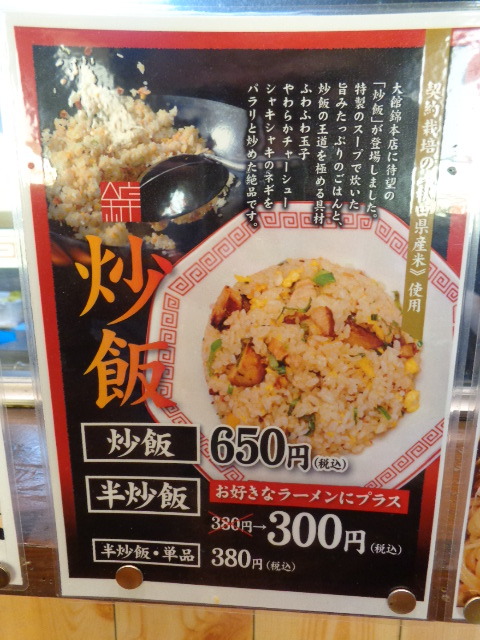 契約栽培の
県産米》使用
大館錦本店に待望の
「炒飯」が登場しました。
特製のスープで炊いた
旨みたっぷりのごはんと、
炒飯の王道を極める具材
ふわふわ玉子
やわらかチャーシュー
シャキシャキのネギを
パラリと炒めた絶品です。
錦
炒飯
炒飯 650円(税込)
半炒飯 お好きなラーメンにプラス
380円→300円(税込)
半炒飯・単品 380円(税込)